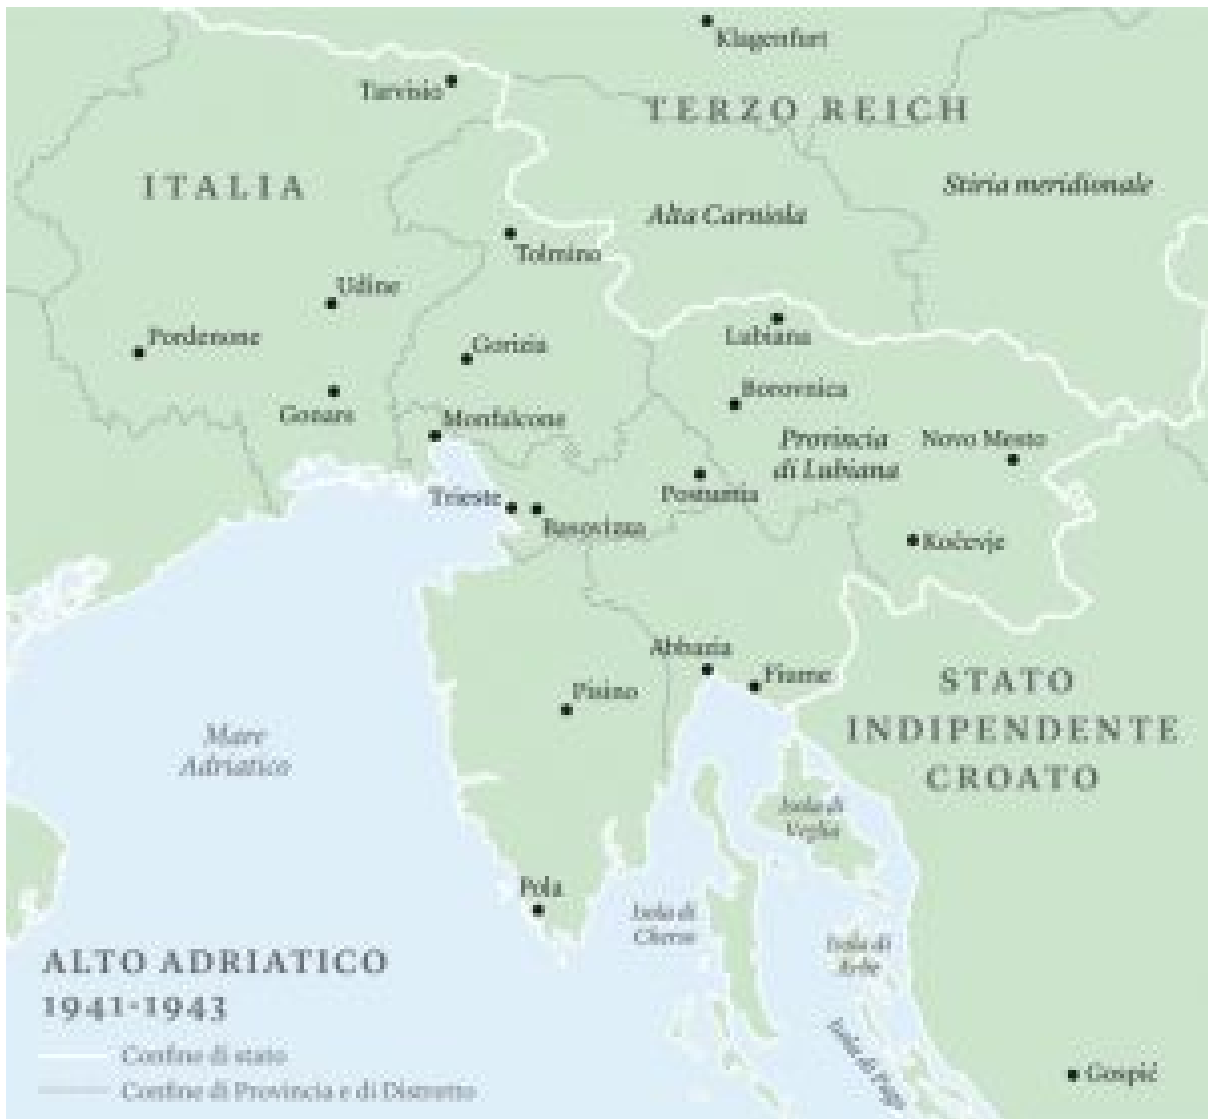 Klagenfurt
Tarvisio
TERZO REICH
ITALIA
Stiria meridionale
Alta Carniola
Tolmino
Udine
Pordenone
Gorizia
Lubiana
Borovnica
Gonars
Monfalcone
Provincia
di Lubiana
Novo Mesto
Postumia
Trieste
Basovizza
Kočevje
Abbazia
Fiume
Pisino
STATO
INDIPENDENTE
CROATO
Mare
Adriatico
Isola di
Veglia
Pola
Isola di
Cherso
Isola di
Arbe
Isola di Pago
Gospić
ALTO ADRIATICO
1941-1943
Confine di stato
Confine di Provincia e di Distretto